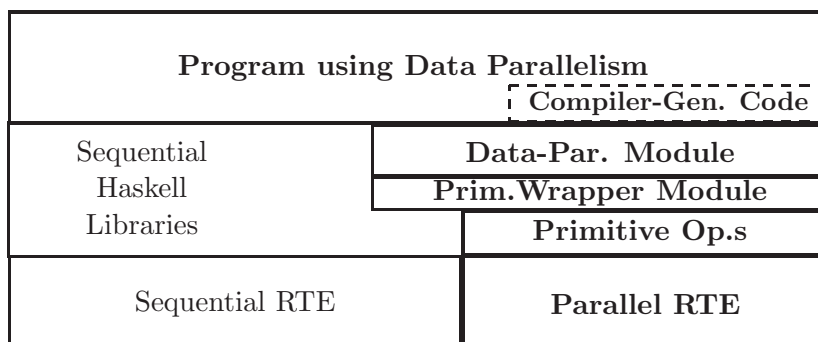 Program using Data Parallelism
Compiler-Gen. Code
Sequential
Haskell
Libraries
Data-Par. Module
Prim.Wrapper Module
Primitive Op.s
Sequential RTE
Parallel RTE